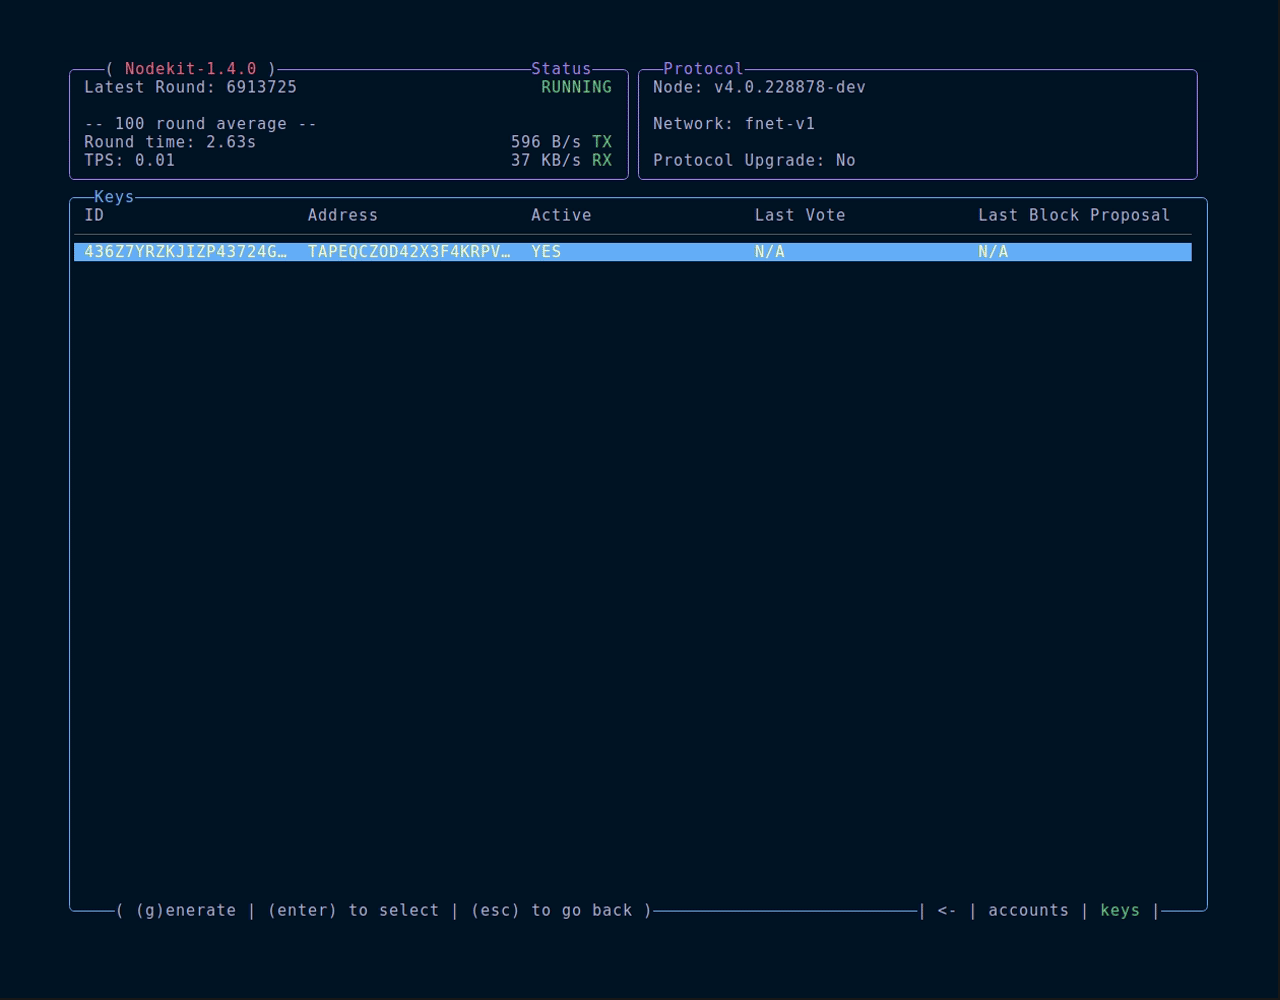 ( Nodekit-1.4.0 ) Status
Latest Round: 6913725 RUNNING
-- 100 round average --
Round time: 2.63s 596 B/s TX
TPS: 0.01 37 KB/s RX
Protocol
Node: v4.0.228878-dev
Network: fnet-v1
Protocol Upgrade: No
Keys
ID Address Active Last Vote Last Block Proposal
436Z7YRZKJIZP43724G… TAPEQCZOD42X3F4KRPV… YES N/A N/A
( (g)enerate | (enter) to select | (esc) to go back ) | <- | accounts | keys |